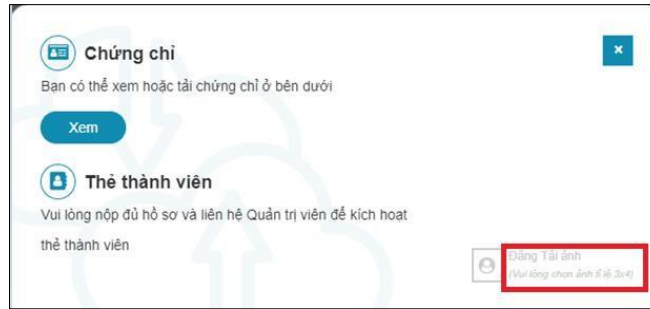 Chứng chỉ
×
Bạn có thể xem hoặc tải chứng chỉ ở bên dưới
Xem
Thẻ thành viên
Vui lòng nộp đủ hồ sơ và liên hệ Quản trị viên để kích hoạt
thẻ thành viên
Đăng Tải ảnh
(Vui lòng chọn ảnh tỉ lệ 3x4)